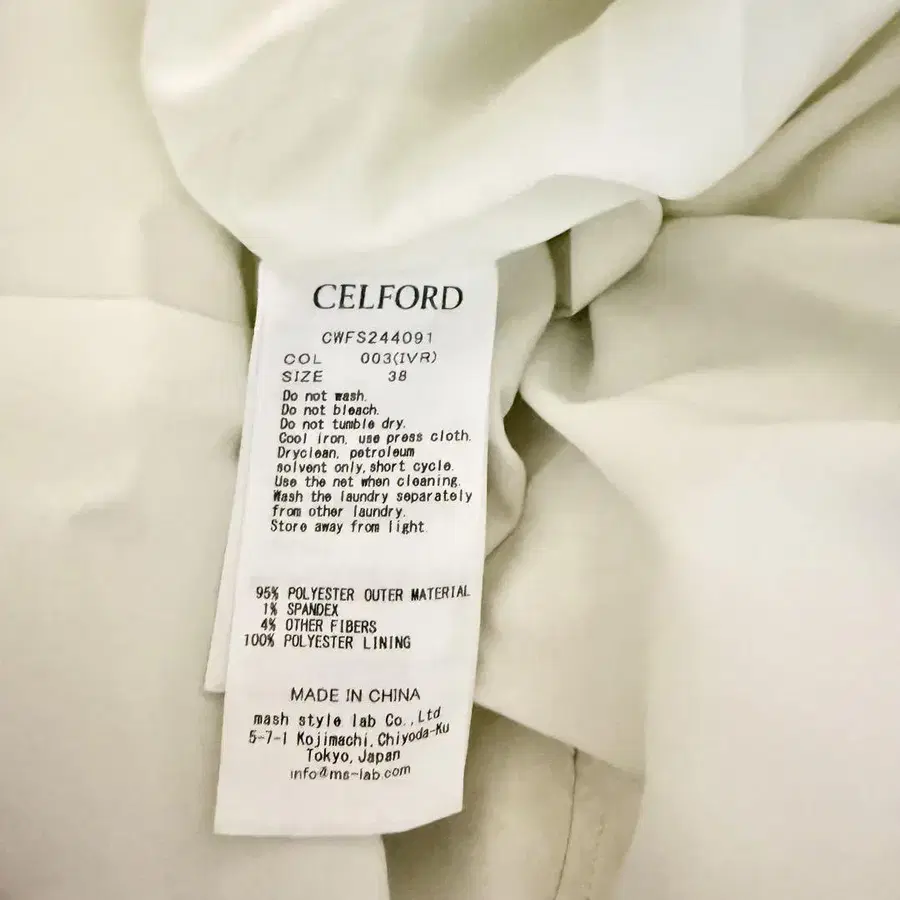 CELFORD
CWFS244091
COL 003(IVR)
SIZE 38
Do not wash.
Do not bleach.
Do not tumble dry.
Cool iron, use press cloth.
Dryclean, petroleum
solvent only, short cycle.
Use the net when cleaning.
Wash the laundry separately
from other laundry.
Store away from light.
95% POLYESTER OUTER MATERIAL
1% SPANDEX
4% OTHER FIBERS
100% POLYESTER LINING
MADE IN CHINA
mash style lab Co.,Ltd
5-7-1 Kojimachi, Chiyoda-Ku
Tokyo, Japan
info@ms-lab.com